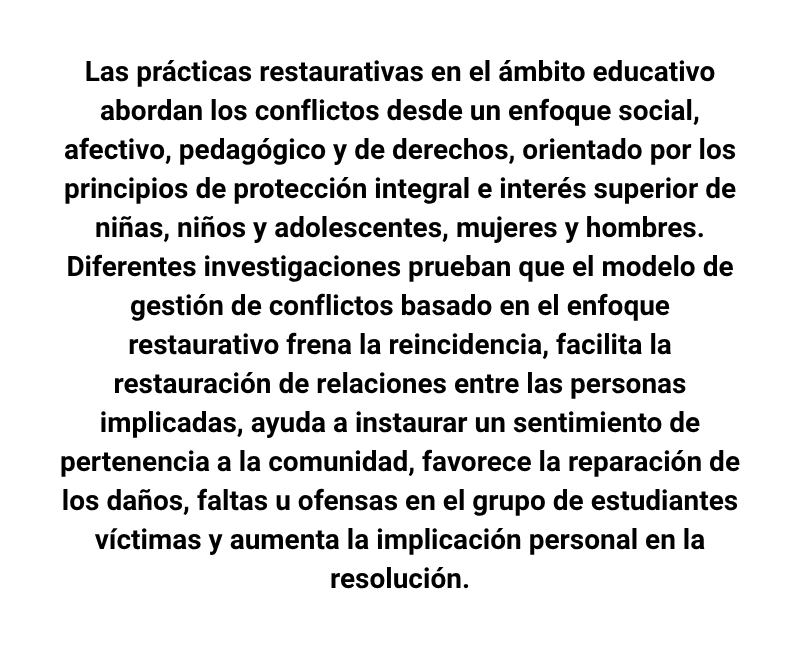 Las prácticas restaurativas en el ámbito educativo
abordan los conflictos desde un enfoque social,
afectivo, pedagógico y de derechos, orientado por los
principios de protección integral e interés superior de
niñas, niños y adolescentes, mujeres y hombres.
Diferentes investigaciones prueban que el modelo de
gestión de conflictos basado en el enfoque
restaurativo frena la reincidencia, facilita la
restauración de relaciones entre las personas
implicadas, ayuda a instaurar un sentimiento de
pertenencia a la comunidad, favorece la reparación de
los daños, faltas u ofensas en el grupo de estudiantes
víctimas y aumenta la implicación personal en la
resolución.